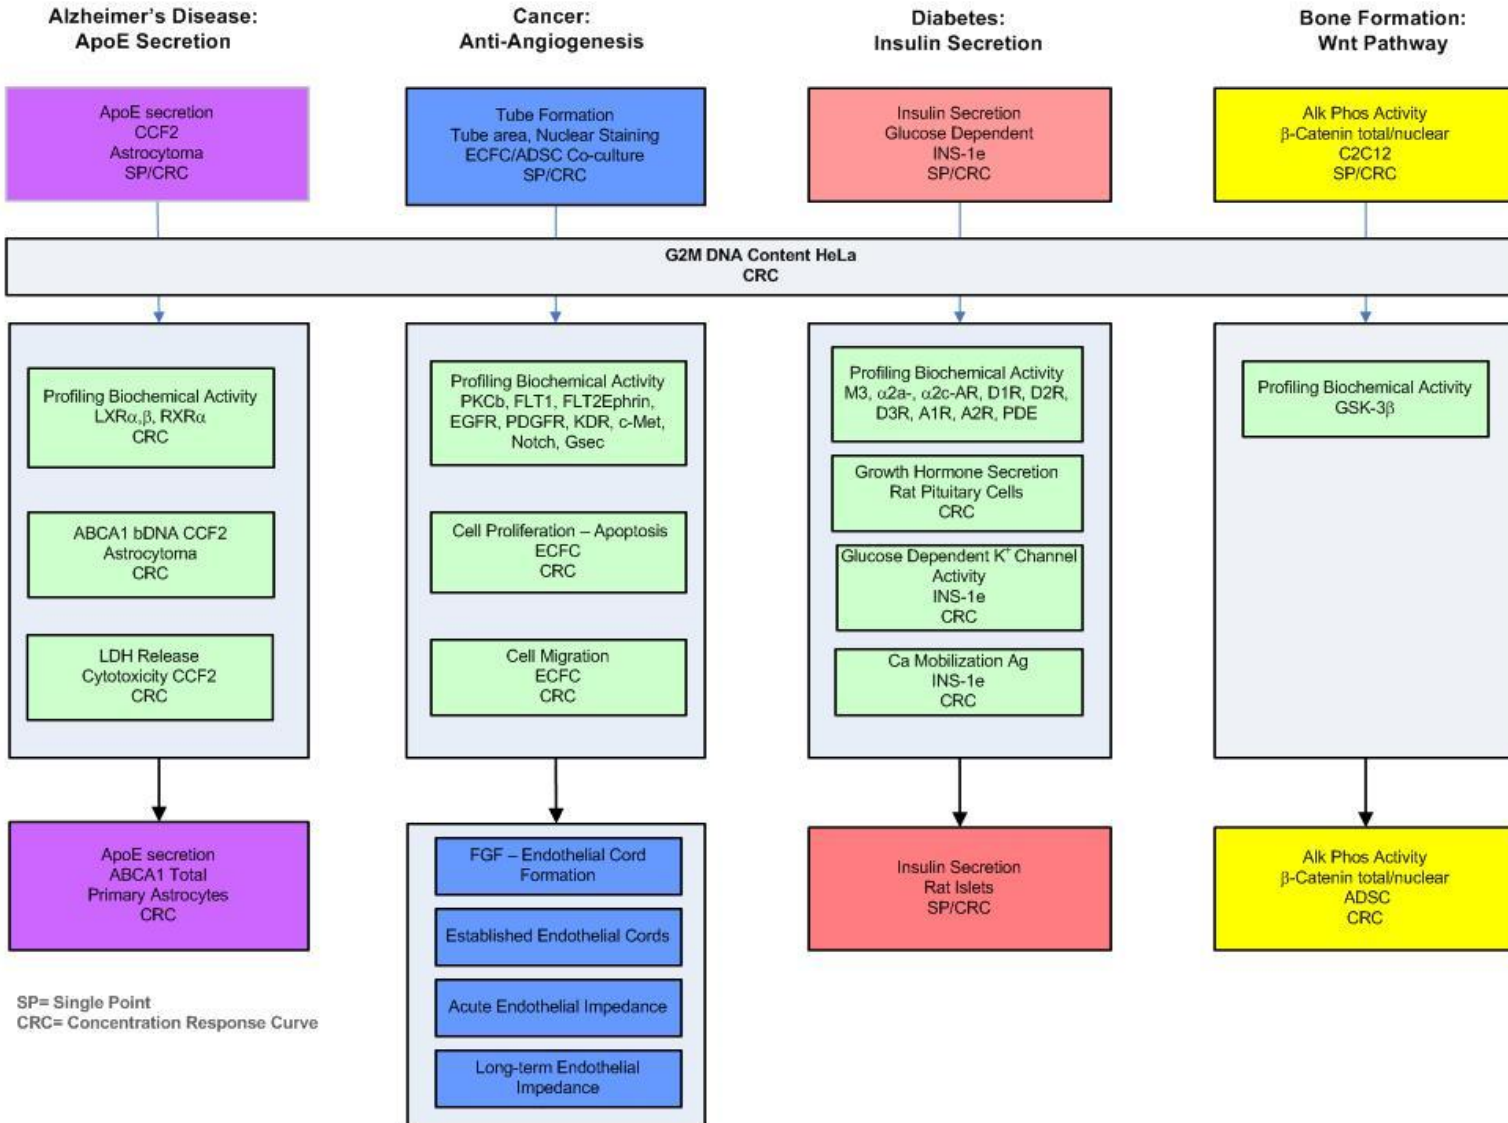 Alzheimer's Disease:
ApoE Secretion
Cancer:
Anti-Angiogenesis
Diabetes:
Insulin Secretion
Bone Formation:
Wnt Pathway
ApoE secretion
CCF2
Astrocytoma
SP/CRC
Tube Formation
Tube area, Nuclear Staining
ECFC/ADSC Co-culture
SP/CRC
Insulin Secretion
Glucose Dependent
INS-1e
SP/CRC
Alk Phos Activity
β-Catenin total/nuclear
C2C12
SP/CRC
G2M DNA Content HeLa
CRC
Profiling Biochemical Activity
LXRα,β, RXRα
CRC
ABCA1 bDNA CCF2
Astrocytoma
CRC
LDH Release
Cytotoxicity CCF2
CRC
Profiling Biochemical Activity
PKCb, FLT1, FLT2Ephrin,
EGFR, PDGFR, KDR, c-Met,
Notch, Gsec
Cell Proliferation – Apoptosis
ECFC
CRC
Cell Migration
ECFC
CRC
Profiling Biochemical Activity
M3, α2a-, α2c-AR, D1R, D2R,
D3R, A1R, A2R, PDE
Growth Hormone Secretion
Rat Pituitary Cells
CRC
Glucose Dependent K⁺ Channel
Activity
INS-1e
CRC
Ca Mobilization Ag
INS-1e
CRC
Profiling Biochemical Activity
GSK-3β
ApoE secretion
ABCA1 Total
Primary Astrocytes
CRC
FGF – Endothelial Cord
Formation
Established Endothelial Cords
Acute Endothelial Impedance
Long-term Endothelial
Impedance
Insulin Secretion
Rat Islets
SP/CRC
Alk Phos Activity
β-Catenin total/nuclear
ADSC
CRC
SP= Single Point
CRC= Concentration Response Curve